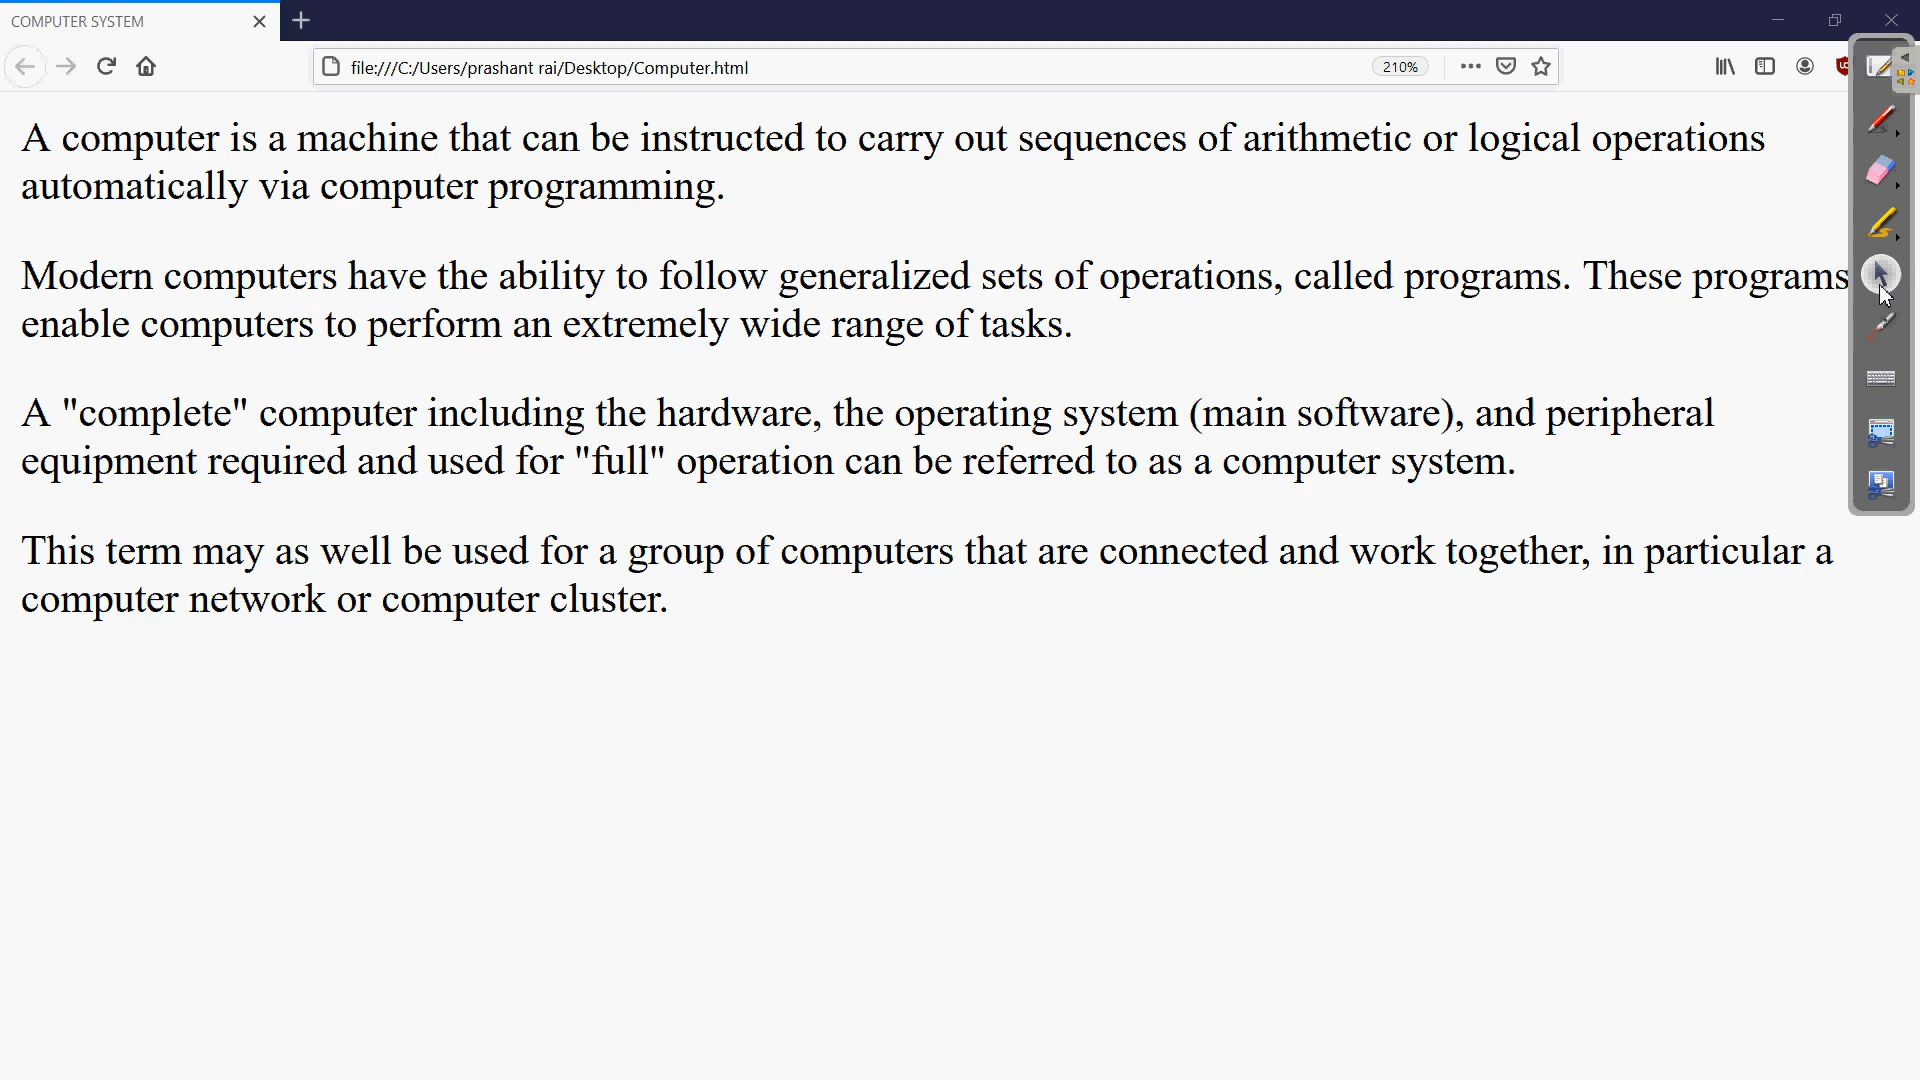 COMPUTER SYSTEM
file:///C:/Users/prashant rai/Desktop/Computer.html
210%
A computer is a machine that can be instructed to carry out sequences of arithmetic or logical operations
automatically via computer programming.
Modern computers have the ability to follow generalized sets of operations, called programs. These programs
enable computers to perform an extremely wide range of tasks.
A "complete" computer including the hardware, the operating system (main software), and peripheral
equipment required and used for "full" operation can be referred to as a computer system.
This term may as well be used for a group of computers that are connected and work together, in particular a
computer network or computer cluster.